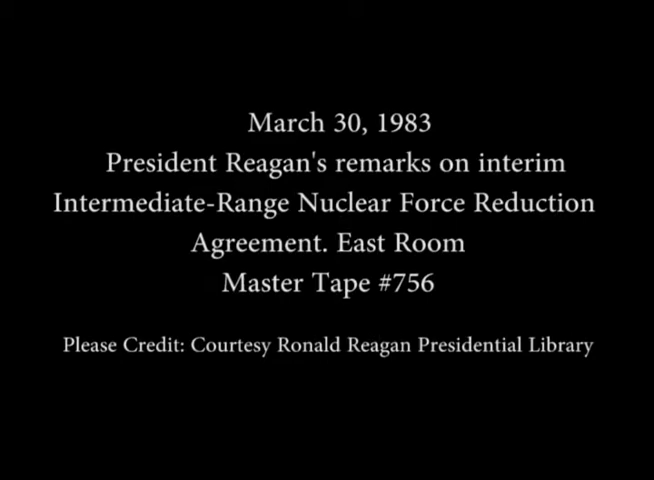 March 30, 1983
President Reagan's remarks on interim
Intermediate-Range Nuclear Force Reduction
Agreement. East Room
Master Tape #756
Please Credit: Courtesy Ronald Reagan Presidential Library